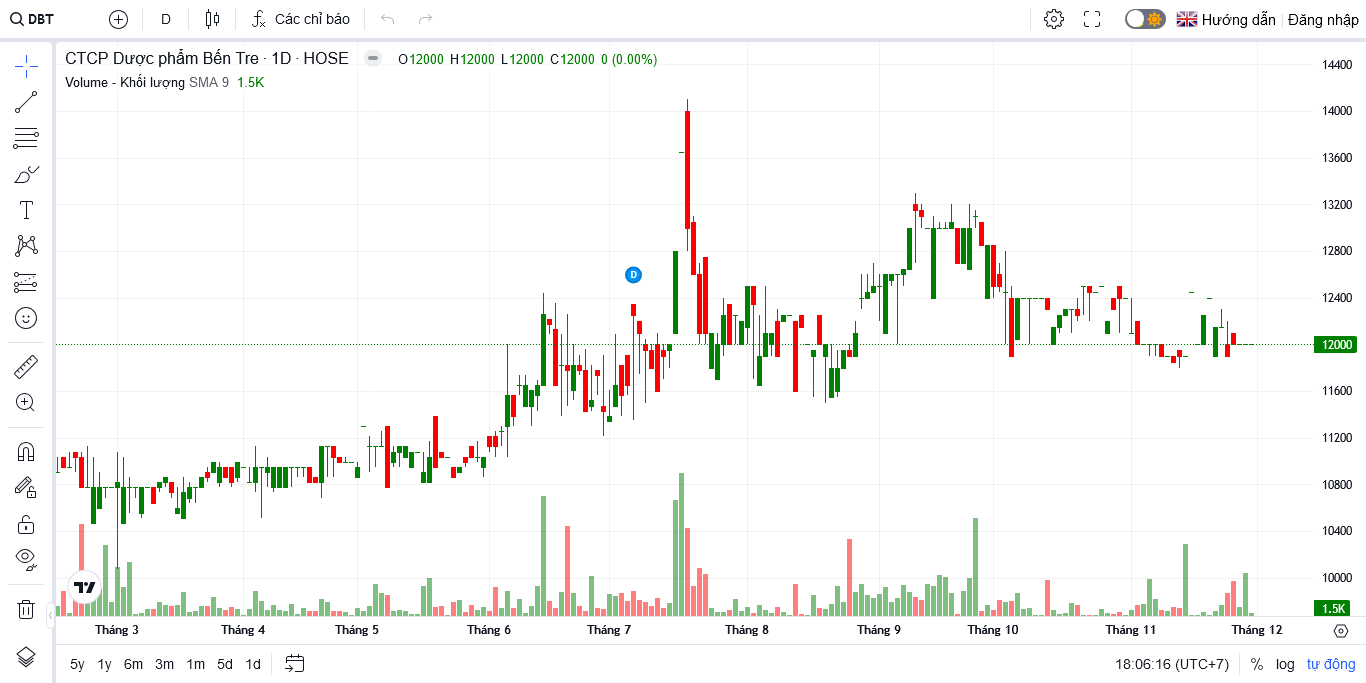 DBT D Các chỉ báo Hướng dẫn Đăng nhập
CTCP Dược phẩm Bến Tre · 1D · HOSE O12000 H12000 L12000 C12000 0 (0.00%)
Volume - Khối lượng SMA 9 1.5K
14400
14000
13600
13200
12800
D
12400
12000
11600
11200
10800
10400
10000
1.5K
Tháng 3 Tháng 4 Tháng 5 Tháng 6 Tháng 7 Tháng 8 Tháng 9 Tháng 10 Tháng 11 Tháng 12
5y 1y 6m 3m 1m 5d 1d 18:06:16 (UTC+7) % log tự động